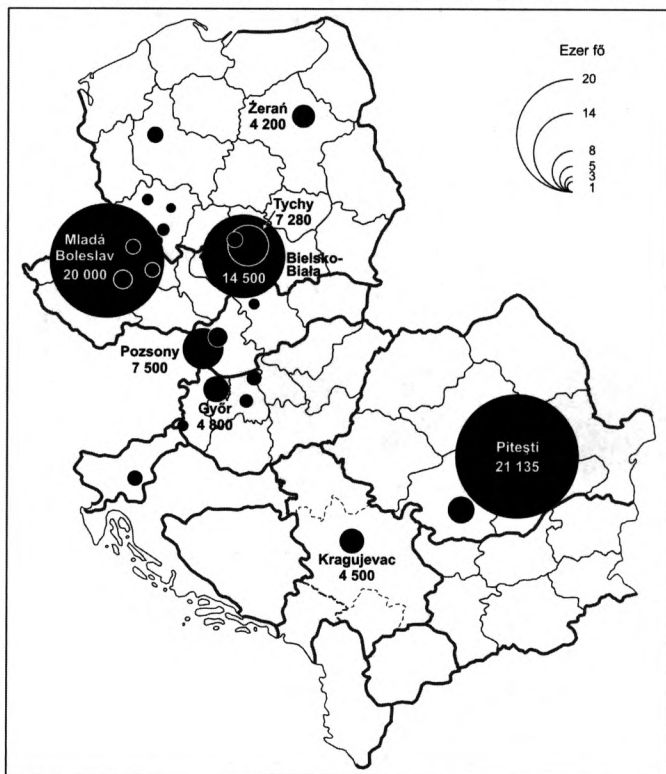 Ezer fő
20
14
8
5
3
1
Żerań
4 200
Tychy
7 280
Mladá
Boleslav
20 000
Bielsko-
Biała
14 500
Pozsony
7 500
Győr
4 800
Pitești
21 135
Kragujevac
4 500